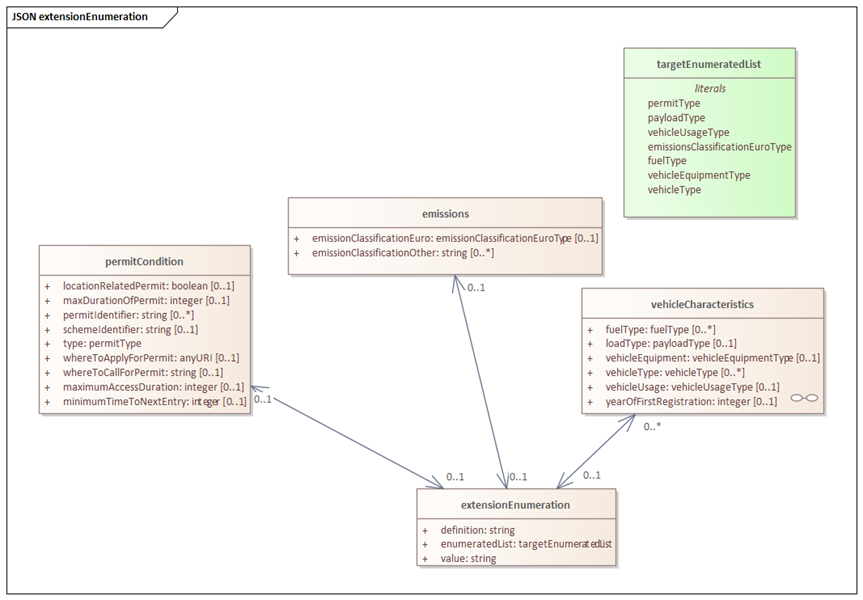 JSON extensionEnumeration
targetEnumeratedList
literals
permitType
payloadType
vehicleUsageType
emissionsClassificationEuroType
fuelType
vehicleEquipmentType
vehicleType
emissions
+ emissionClassificationEuro: emissionClassificationEuroType [0..1]
+ emissionClassificationOther: string [0..*]
permitCondition
+ locationRelatedPermit: boolean [0..1]
+ maxDurationOfPermit: integer [0..1]
+ permitIdentifier: string [0..*]
+ schemeIdentifier: string [0..1]
+ type: permitType
+ whereToApplyForPermit: anyURI [0..1]
+ whereToCallForPermit: string [0..1]
+ maximumAccessDuration: integer [0..1]
+ minimumTimeToNextEntry: integer [0..1]
vehicleCharacteristics
+ fuelType: fuelType [0..*]
+ loadType: payloadType [0..1]
+ vehicleEquipment: vehicleEquipmentType [0..1]
+ vehicleType: vehicleType [0..*]
+ vehicleUsage: vehicleUsageType [0..1]
+ yearOfFirstRegistration: integer [0..1]
0..1
0..1
0..*
0..1
0..1
0..1
extensionEnumeration
+ definition: string
+ enumeratedList: targetEnumeratedList
+ value: string